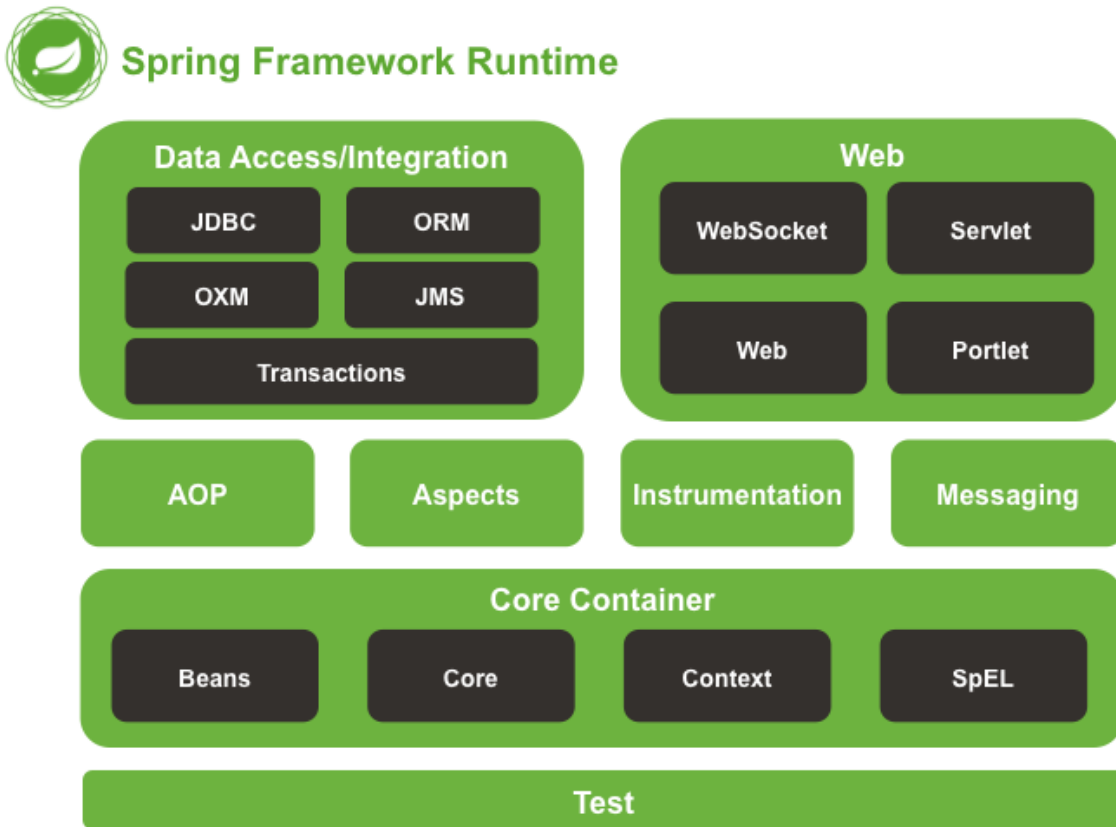 Spring Framework Runtime
Data Access/Integration
JDBC
ORM
OXM
JMS
Transactions
Web
WebSocket
Servlet
Web
Portlet
AOP
Aspects
Instrumentation
Messaging
Core Container
Beans
Core
Context
SpEL
Test